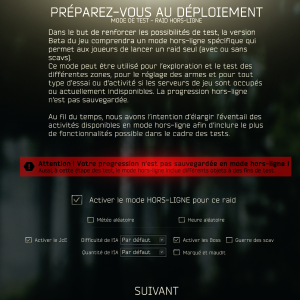 PRÉPAREZ-VOUS AU DÉPLOIEMENT
MODE DE TEST - RAID HORS-LIGNE
Dans le but de renforcer les possibilités de test, la version
Beta du jeu comprendra un mode hors-ligne spécifique qui
permet aux joueurs de lancer un raid seul (avec ou sans
scavs).
Ce mode peut être utilisé pour l'exploration et le test des
différentes zones, pour le réglage des armes et pour tout
type d'essai ou d'activité si les serveurs de jeu sont occupés
ou actuellement indisponibles. La progression hors-ligne
n'est pas sauvegardée.
Au fil du temps, nous avons l'intention d'élargir l'éventail des
activités disponibles en mode hors-ligne afin d'inclure le plus
de fonctionnalités possible dans le cadre des tests.
Attention ! Votre progression n'est pas sauvegardée en mode hors-ligne !
Activer le mode HORS-LIGNE pour ce raid
Météo aléatoire
Heure aléatoire
Activer le JcE
Difficulté de l'IA
Par défaut
Activer les Boss
Guerre des scav
Quantité de l'IA
Par défaut
Marqué et maudit
SUIVANT